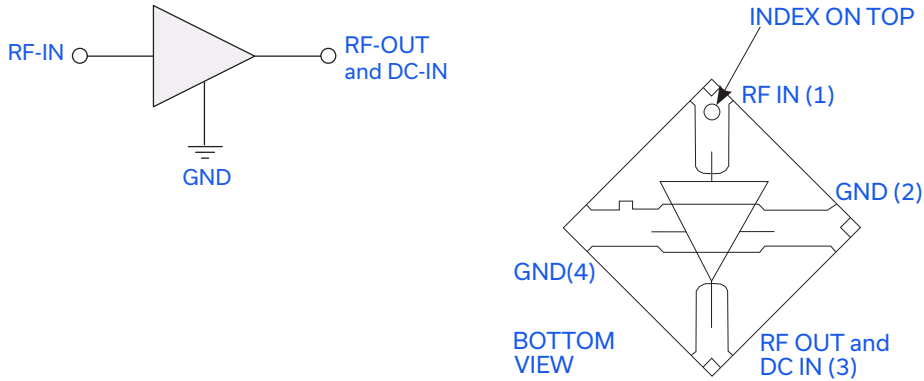 RF-IN
RF-OUT
and DC-IN
GND
INDEX ON TOP
RF IN (1)
GND (2)
GND(4)
BOTTOM
VIEW
RF OUT and
DC IN (3)